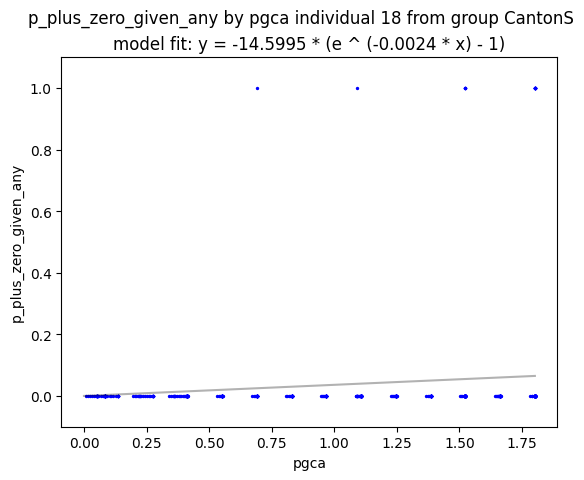 p_plus_zero_given_any by pgca individual 18 from group CantonS
model fit: y = -14.5995 * (e ^ (-0.0024 * x) - 1)
1.0
0.8
0.6
0.4
0.2
0.0
p_plus_zero_given_any
0.00 0.25 0.50 0.75 1.00 1.25 1.50 1.75
pgca